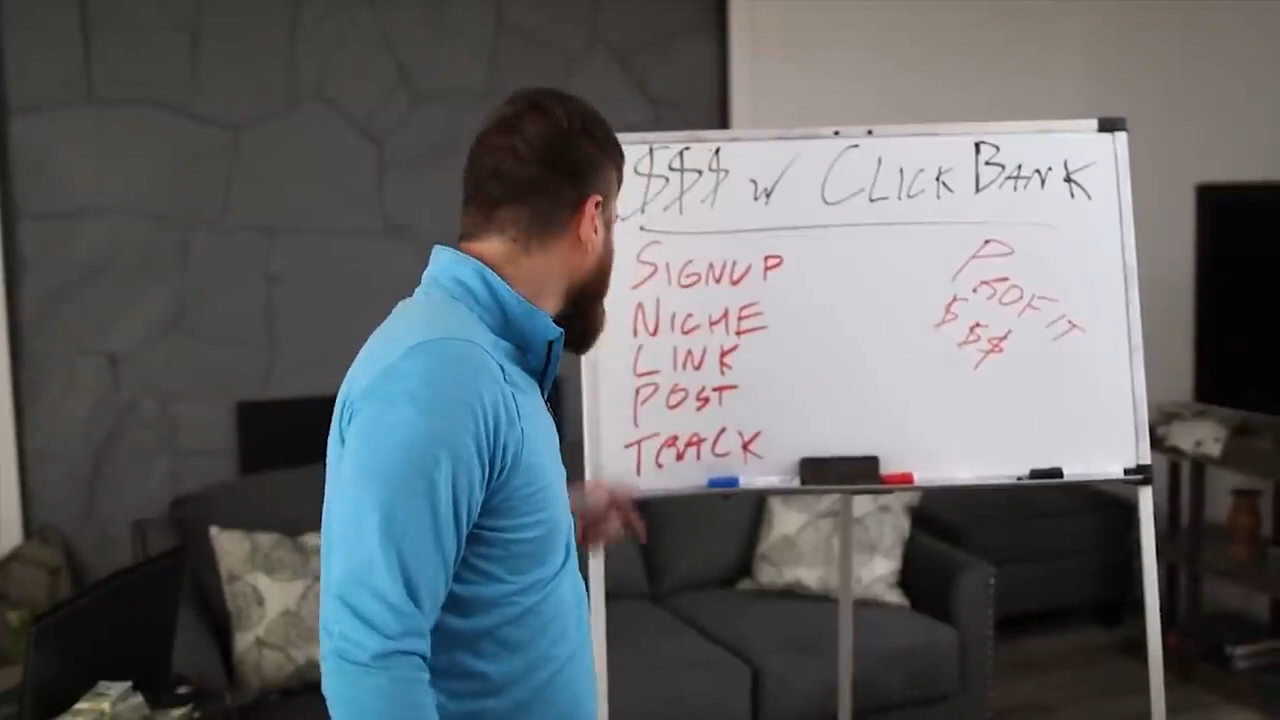 $$$ w/ CLICKBANK
SIGNUP
NICHE
LINK
POST
TRACK
PROFIT
$ $$